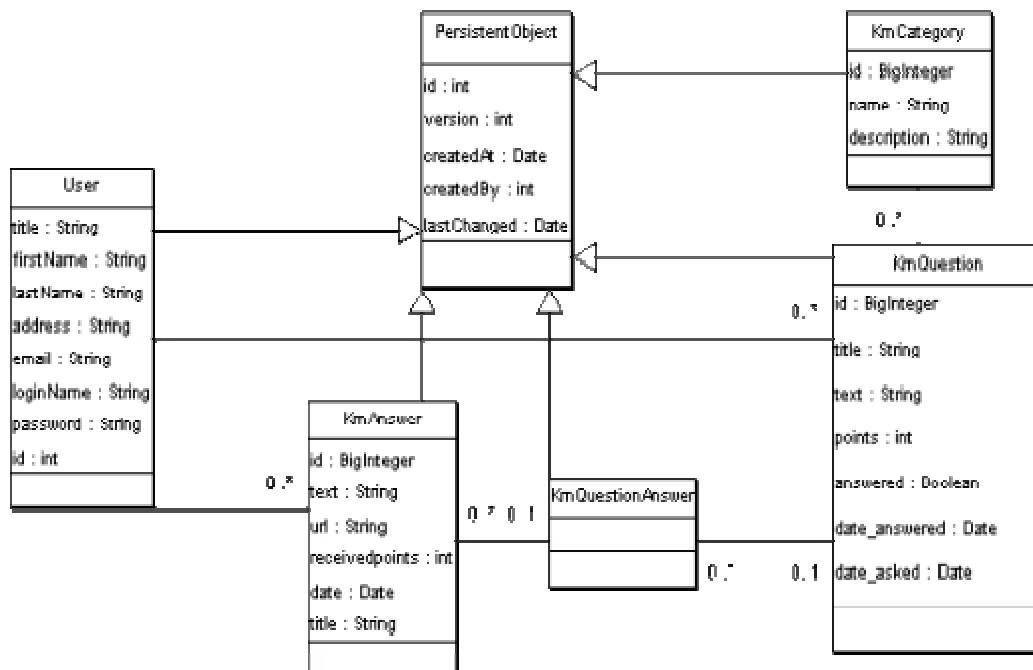 PersistentObject
id : int
version : int
createdAt : Date
createdBy : int
lastChanged : Date
KmCategory
id : BigInteger
name : String
description : String
User
title : String
firstName : String
lastName : String
address : String
email : String
loginName : String
password : String
id : int
0..*
KmQuestion
id : BigInteger
title : String
text : String
points : int
answered : Boolean
date_answered : Date
date_asked : Date
0..*
KmAnswer
id : BigInteger
text : String
url : String
receivedpoints : int
date : Date
title : String
0..*
0..* 0..1
KmQuestionAnswer
0..* 0..1